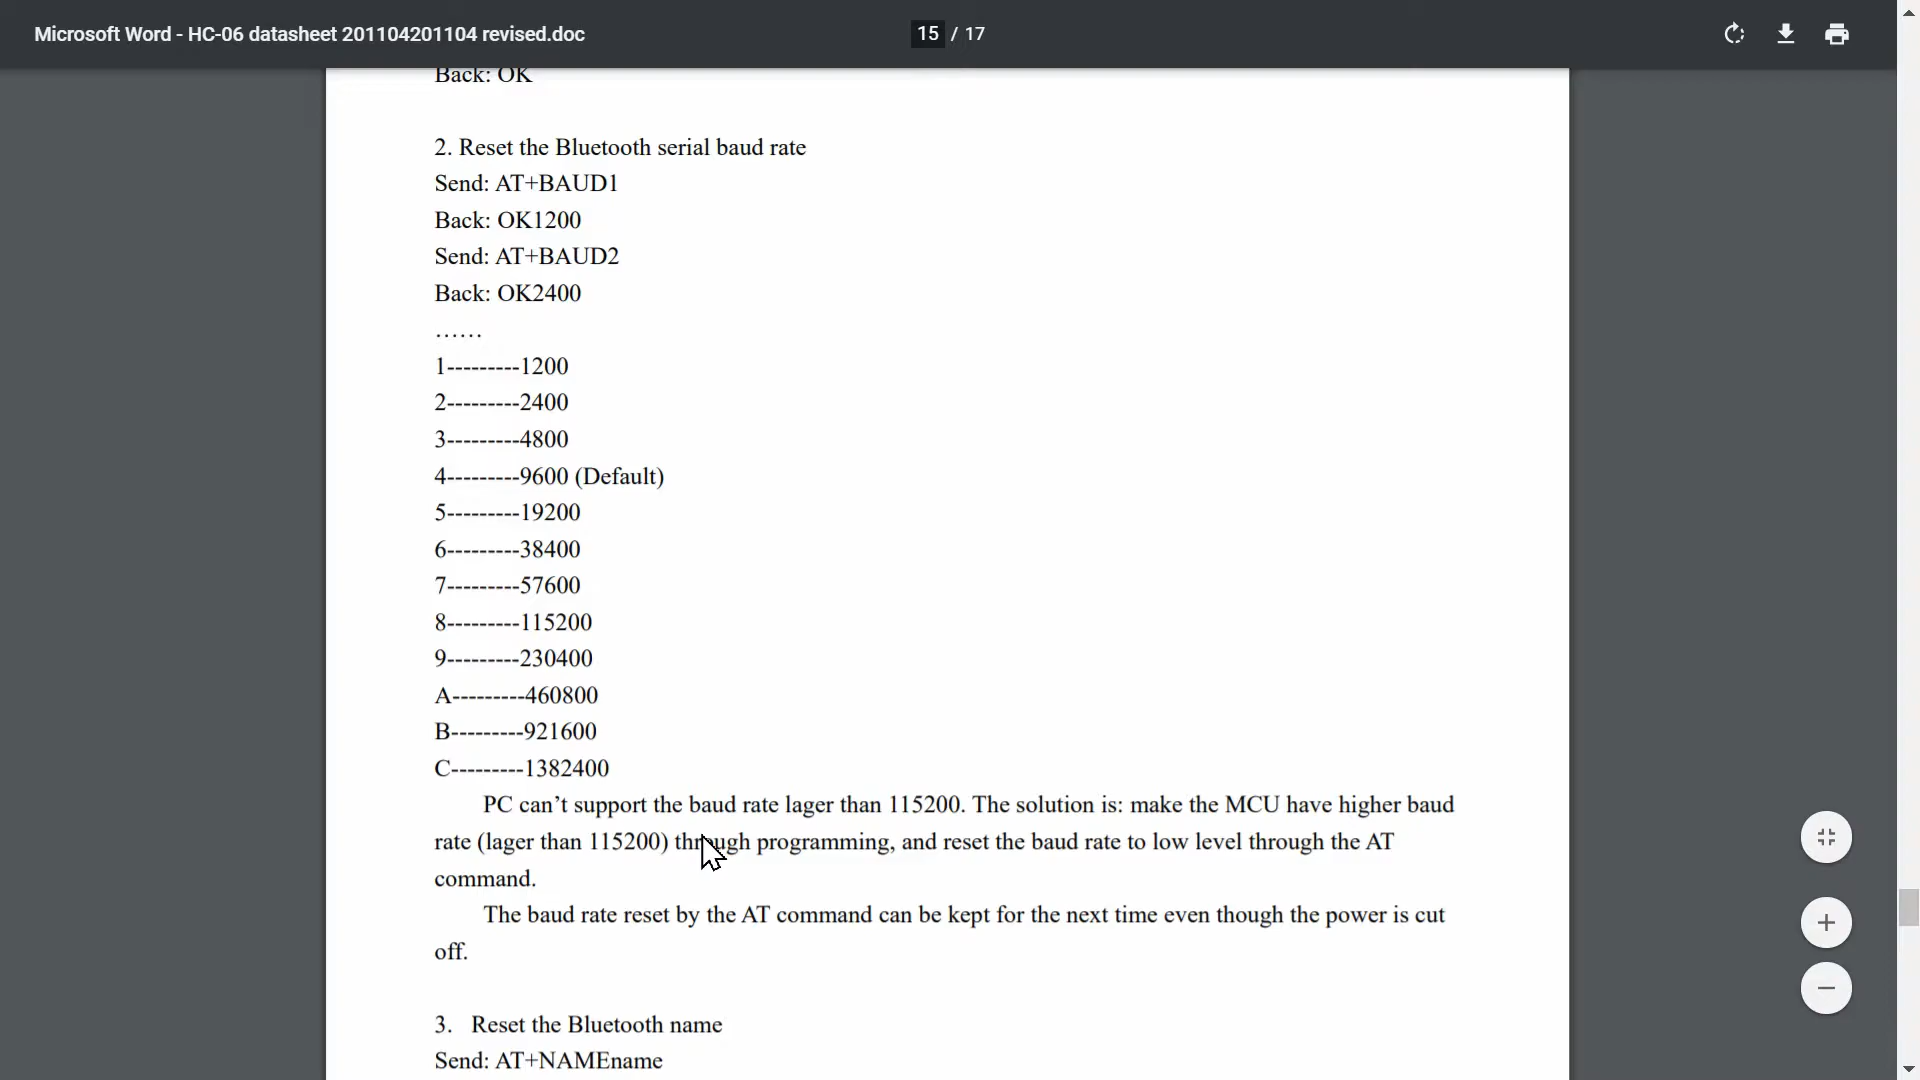 Microsoft Word - HC-06 datasheet 201104201104 revised.doc
15 / 17
Back: OK
2. Reset the Bluetooth serial baud rate
Send: AT+BAUD1
Back: OK1200
Send: AT+BAUD2
Back: OK2400
……
1---------1200
2---------2400
3---------4800
4---------9600 (Default)
5---------19200
6---------38400
7---------57600
8---------115200
9---------230400
A---------460800
B---------921600
C---------1382400
PC can’t support the baud rate lager than 115200. The solution is: make the MCU have higher baud
rate (lager than 115200) through programming, and reset the baud rate to low level through the AT
command.
The baud rate reset by the AT command can be kept for the next time even though the power is cut
off.
3. Reset the Bluetooth name
Send: AT+NAMEname